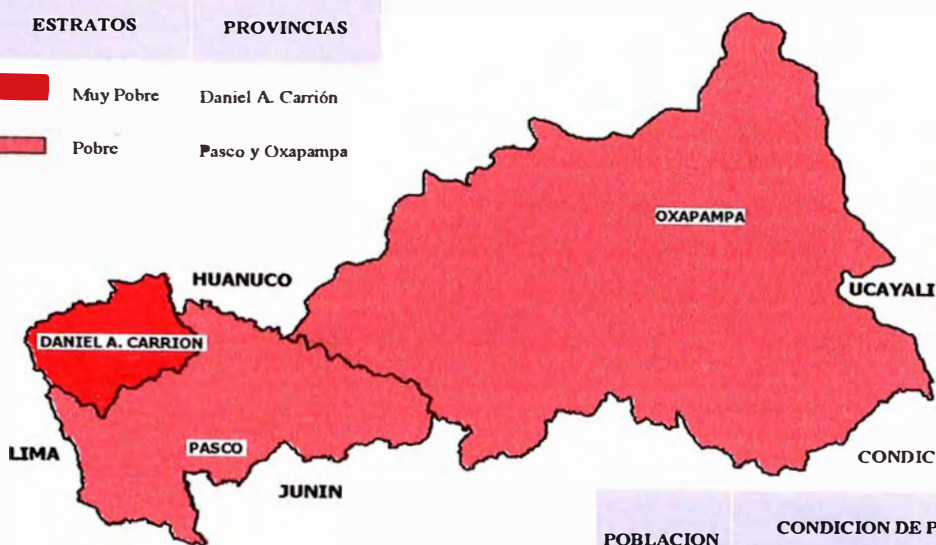 ESTRATOS PROVINCIAS
Muy Pobre Daniel A. Carrión
Pobre Pasco y Oxapampa
OXAPAMPA
HUANUCO
UCAYALI
DANIEL A. CARRION
LIMA
PASCO
CONDIC
JUNIN
POBLACION CONDICION DE P